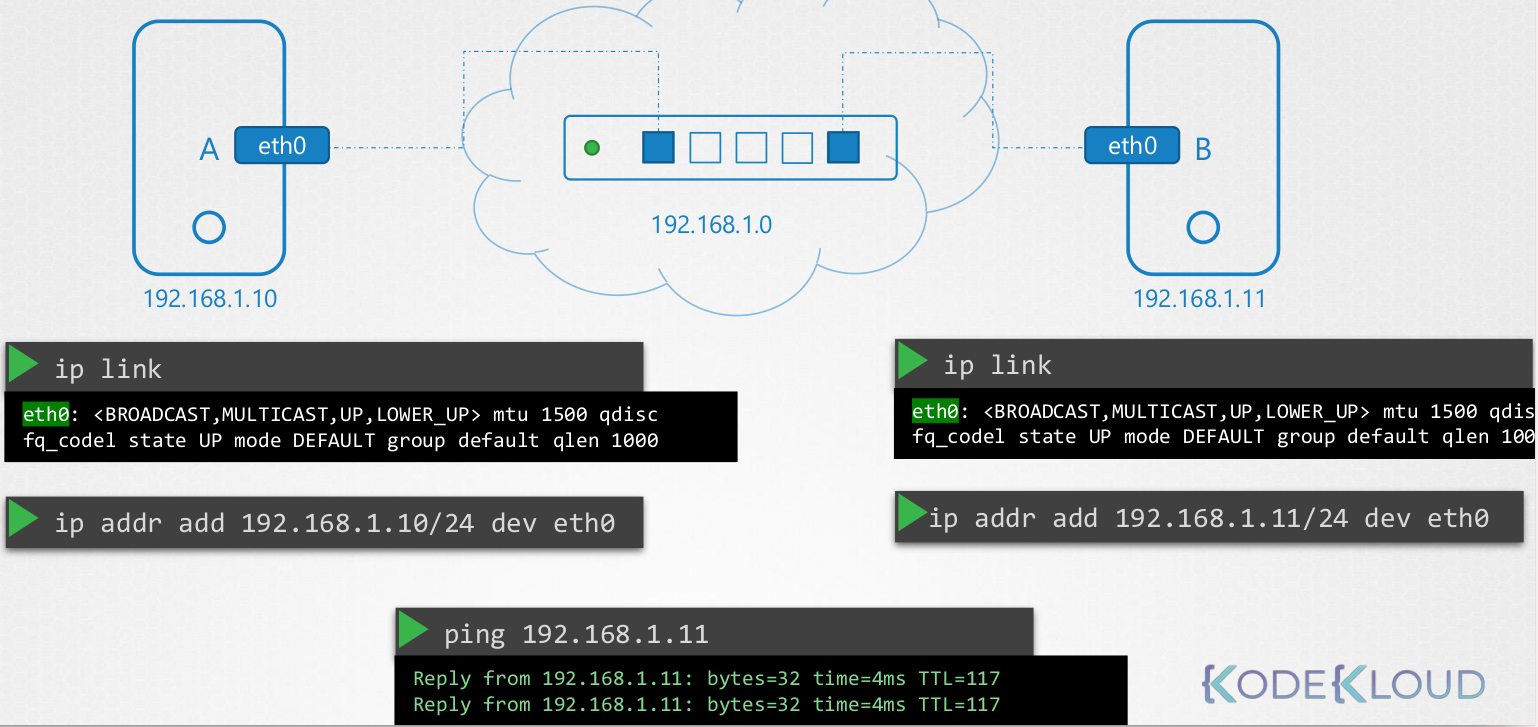 A
eth0
eth0
B
192.168.1.0
192.168.1.10
192.168.1.11
ip link
eth0: <BROADCAST,MULTICAST,UP,LOWER_UP> mtu 1500 qdisc
fq_codel state UP mode DEFAULT group default qlen 1000
ip link
eth0: <BROADCAST,MULTICAST,UP,LOWER_UP> mtu 1500 qdis
fq_codel state UP mode DEFAULT group default qlen 100
ip addr add 192.168.1.10/24 dev eth0
ip addr add 192.168.1.11/24 dev eth0
ping 192.168.1.11
Reply from 192.168.1.11: bytes=32 time=4ms TTL=117
Reply from 192.168.1.11: bytes=32 time=4ms TTL=117
KODEKLOUD